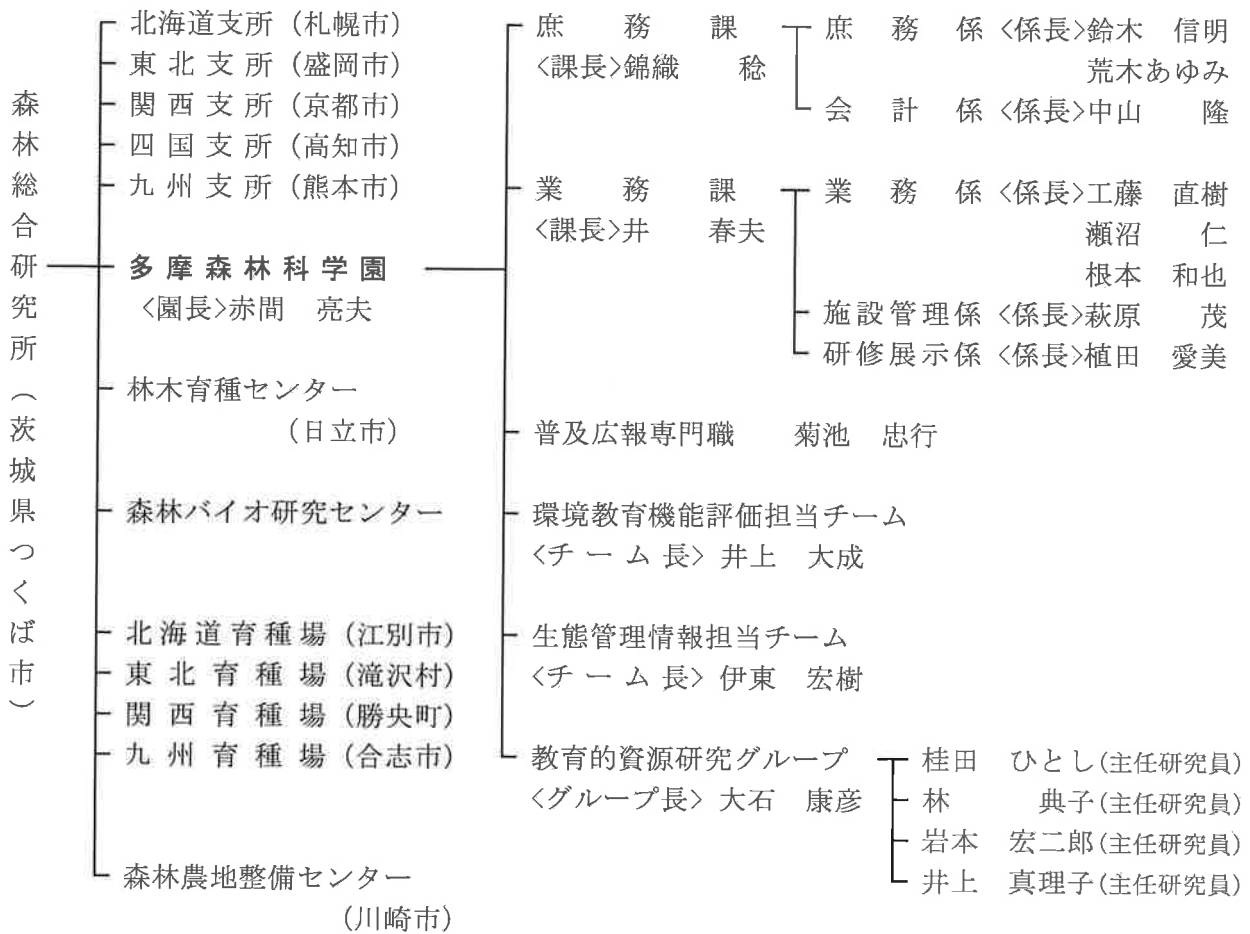 森林総合研究所（茨城県つくば市）
北海道支所（札幌市）
東北支所（盛岡市）
関西支所（京都市）
四国支所（高知市）
九州支所（熊本市）
多摩森林科学園
〈園長〉赤間　亮夫
林木育種センター
（日立市）
森林バイオ研究センター
北海道育種場（江別市）
東北育種場（滝沢村）
関西育種場（勝央町）
九州育種場（合志市）
森林農地整備センター
（川崎市）
庶務課
〈課長〉錦織　稔
庶務係〈係長〉鈴木　信明
荒木あゆみ
会計係〈係長〉中山　隆
業務課
〈課長〉井　春夫
業務係〈係長〉工藤　直樹
瀬沼　仁
根本　和也
施設管理係〈係長〉萩原　茂
研修展示係〈係長〉植田　愛美
普及広報専門職　菊池　忠行
環境教育機能評価担当チーム
〈チーム長〉井上　大成
生態管理情報担当チーム
〈チーム長〉伊東　宏樹
教育的資源研究グループ
〈グループ長〉大石　康彦
桂田　ひとし（主任研究員）
林　典子（主任研究員）
岩本　宏二郎（主任研究員）
井上　真理子（主任研究員）